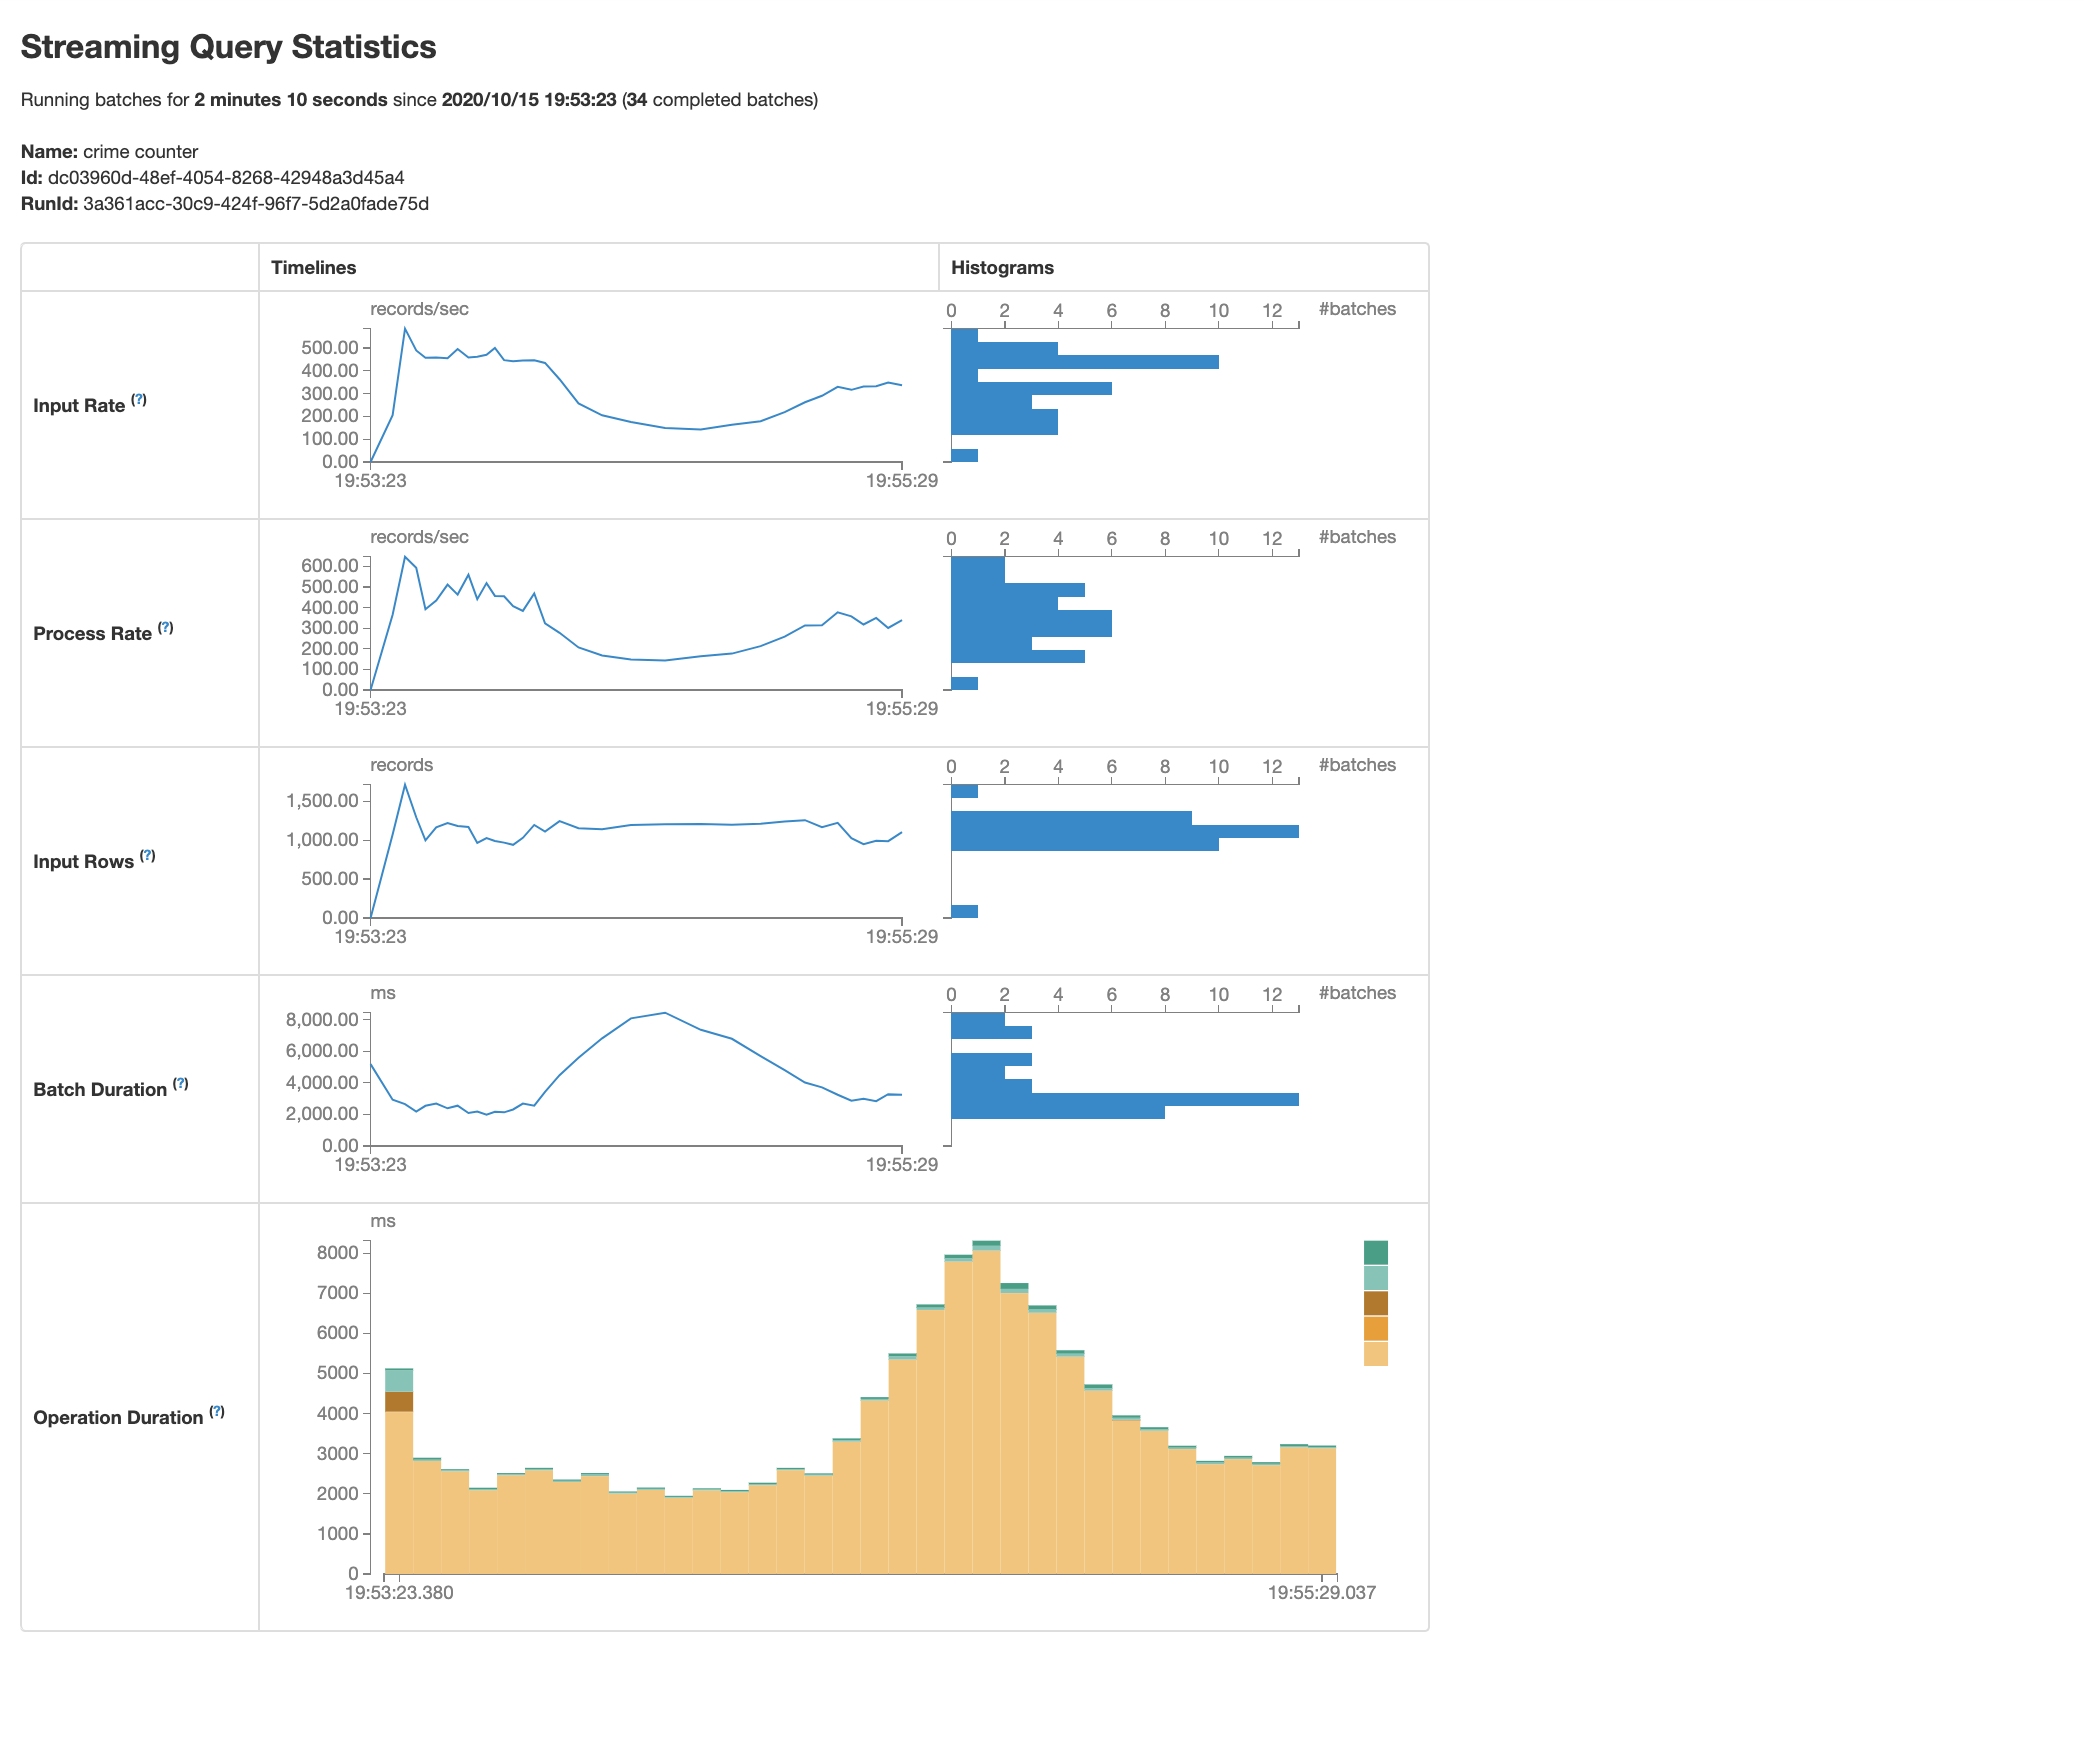 Streaming Query Statistics
Running batches for 2 minutes 10 seconds since 2020/10/15 19:53:23 (34 completed batches)
Name: crime counter
Id: dc03960d-48ef-4054-8268-42948a3d45a4
RunId: 3a361acc-30c9-424f-96f7-5d2a0fade75d
Timelines Histograms
Input Rate (?)
records/sec
500.00
400.00
300.00
200.00
100.00
0.00
19:53:23 19:55:29
0 2 4 6 8 10 12 #batches
Process Rate (?)
records/sec
600.00
500.00
400.00
300.00
200.00
100.00
0.00
19:53:23 19:55:29
0 2 4 6 8 10 12 #batches
Input Rows (?)
records
1,500.00
1,000.00
500.00
0.00
19:53:23 19:55:29
0 2 4 6 8 10 12 #batches
Batch Duration (?)
ms
8,000.00
6,000.00
4,000.00
2,000.00
0.00
19:53:23 19:55:29
0 2 4 6 8 10 12 #batches
Operation Duration (?)
ms
8000
7000
6000
5000
4000
3000
2000
1000
0
19:53:23.380 19:55:29.037